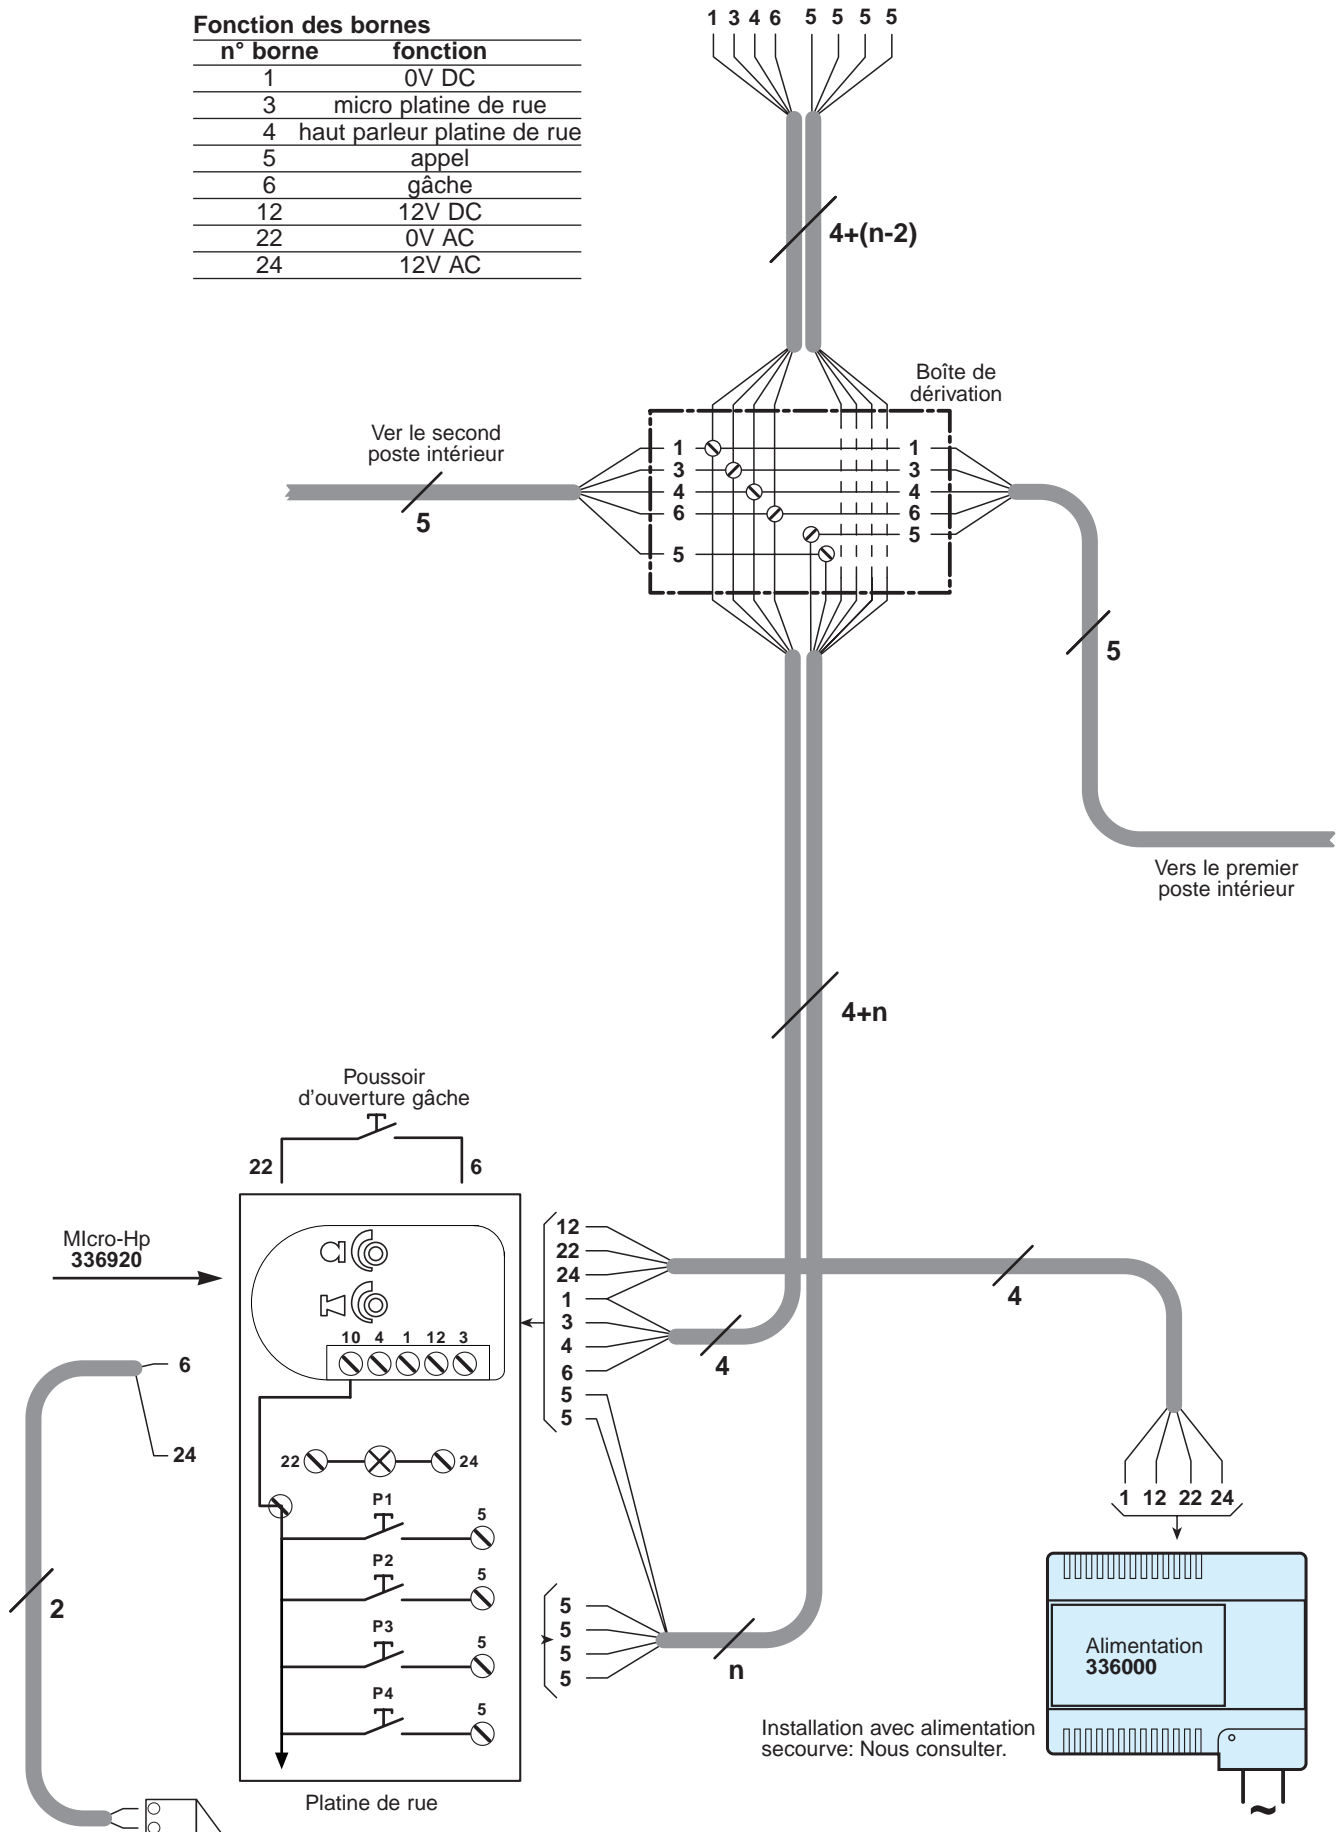 Fonction des bornes
n° borne fonction
1 0V DC
3 micro platine de rue
4 haut parleur platine de rue
5 appel
6 gâche
12 12V DC
22 0V AC
24 12V AC
1 3 4 6 5 5 5 5
4+(n-2)
Boîte de
dérivation
Ver le second
poste intérieur
5
1 1
3 3
4 4
6 6
5
5
5
Vers le premier
poste intérieur
4+n
Poussoir
d'ouverture gâche
22 6
MIcro-Hp
336920
12
22
24
1
3
4
6
5
5
4
4
10 4 1 12 3
6
24
22 24
P1 5
P2 5
P3 5
P4 5
2
5
5
5
5
n
1 12 22 24
Alimentation
336000
Installation avec alimentation
secourve: Nous consulter.
Platine de rue
~